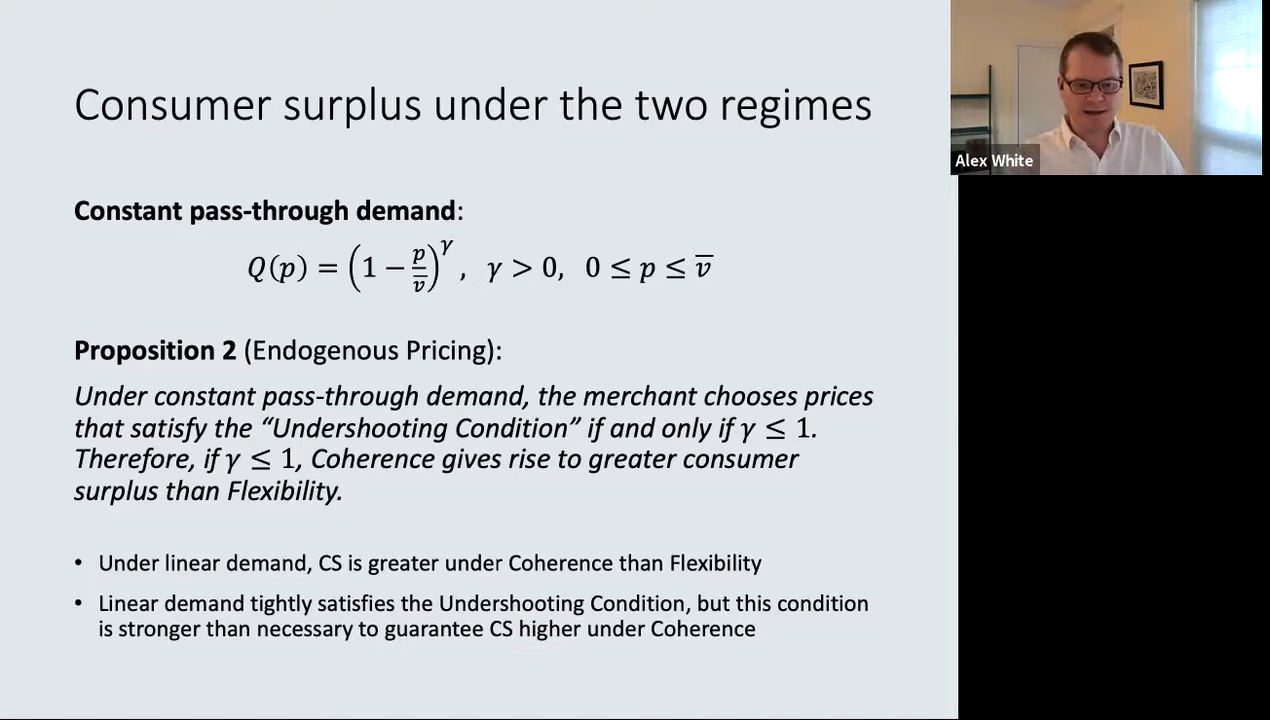 Consumer surplus under the two regimes
Alex White
Constant pass-through demand:
Q(p) = (1 − p/v̅)^γ, γ > 0, 0 ≤ p ≤ v̅
Proposition 2 (Endogenous Pricing):
Under constant pass-through demand, the merchant chooses prices
that satisfy the “Undershooting Condition” if and only if γ ≤ 1.
Therefore, if γ ≤ 1, Coherence gives rise to greater consumer
surplus than Flexibility.
• Under linear demand, CS is greater under Coherence than Flexibility
• Linear demand tightly satisfies the Undershooting Condition, but this condition
is stronger than necessary to guarantee CS higher under Coherence